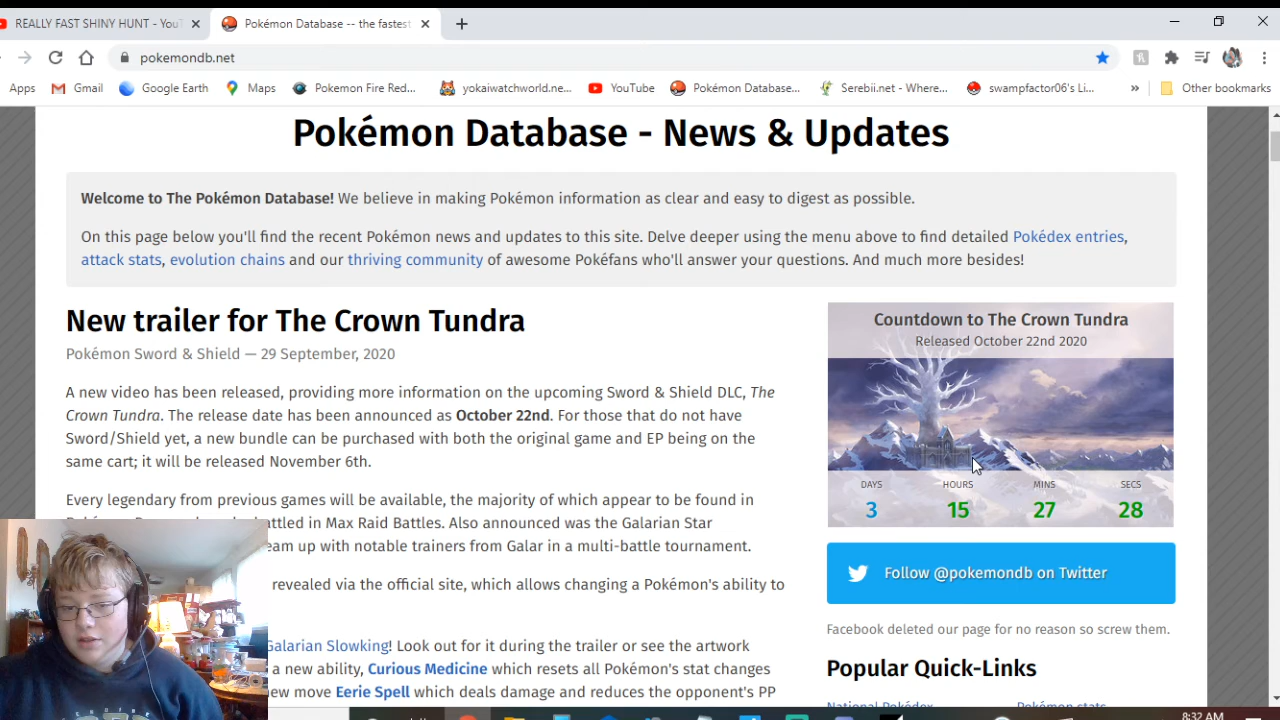 REALLY FAST SHINY HUNT - YouT
Pokémon Database -- the fastest
pokemondb.net
Apps
Gmail
Google Earth
Maps
Pokemon Fire Red...
yokaiwatchworld.ne...
YouTube
Pokémon Database...
Serebii.net - Where...
swampfactor06's Li...
»
Other bookmarks
Pokémon Database - News & Updates
Welcome to The Pokémon Database! We believe in making Pokémon information as clear and easy to digest as possible.
On this page below you'll find the recent Pokémon news and updates to this site. Delve deeper using the menu above to find detailed Pokédex entries,
attack stats, evolution chains and our thriving community of awesome Pokéfans who'll answer your questions. And much more besides!
New trailer for The Crown Tundra
Pokémon Sword & Shield — 29 September, 2020
A new video has been released, providing more information on the upcoming Sword & Shield DLC, The
Crown Tundra. The release date has been announced as October 22nd. For those that do not have
Sword/Shield yet, a new bundle can be purchased with both the original game and EP being on the
same cart; it will be released November 6th.
Every legendary from previous games will be available, the majority of which appear to be found in
battled in Max Raid Battles. Also announced was the Galarian Star
eam up with notable trainers from Galar in a multi-battle tournament.
revealed via the official site, which allows changing a Pokémon's ability to
Galarian Slowking! Look out for it during the trailer or see the artwork
a new ability, Curious Medicine which resets all Pokémon's stat changes
ew move Eerie Spell which deals damage and reduces the opponent's PP
Countdown to The Crown Tundra
Released October 22nd 2020
DAYS HOURS MINS SECS
3 15 27 28
Follow @pokemondb on Twitter
Facebook deleted our page for no reason so screw them.
Popular Quick-Links
National Pokédex
Pokémon stats
8:32 AM